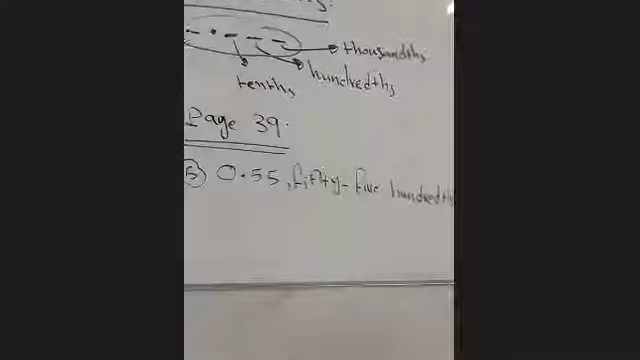 thousandths
hundredths
tenths
Page 39.
5 0.55, fifty-five hundredths